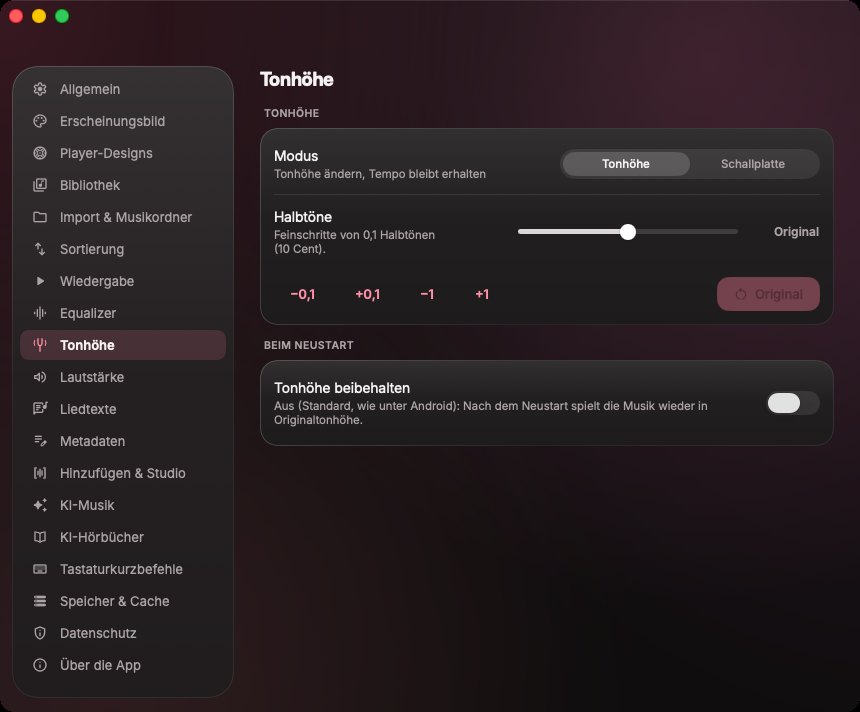 Allgemein
Erscheinungsbild
Player-Designs
Bibliothek
Import & Musikordner
Sortierung
Wiedergabe
Equalizer
Tonhöhe
Lautstärke
Liedtexte
Metadaten
Hinzufügen & Studio
KI-Musik
KI-Hörbücher
Tastaturkurzbefehle
Speicher & Cache
Datenschutz
Über die App
Tonhöhe
TONHÖHE
Modus
Tonhöhe ändern, Tempo bleibt erhalten
Tonhöhe
Schallplatte
Halbtöne
Feinschritte von 0,1 Halbtönen
(10 Cent).
Original
−0,1
+0,1
−1
+1
Original
BEIM NEUSTART
Tonhöhe beibehalten
Aus (Standard, wie unter Android): Nach dem Neustart spielt die Musik wieder in
Originaltonhöhe.